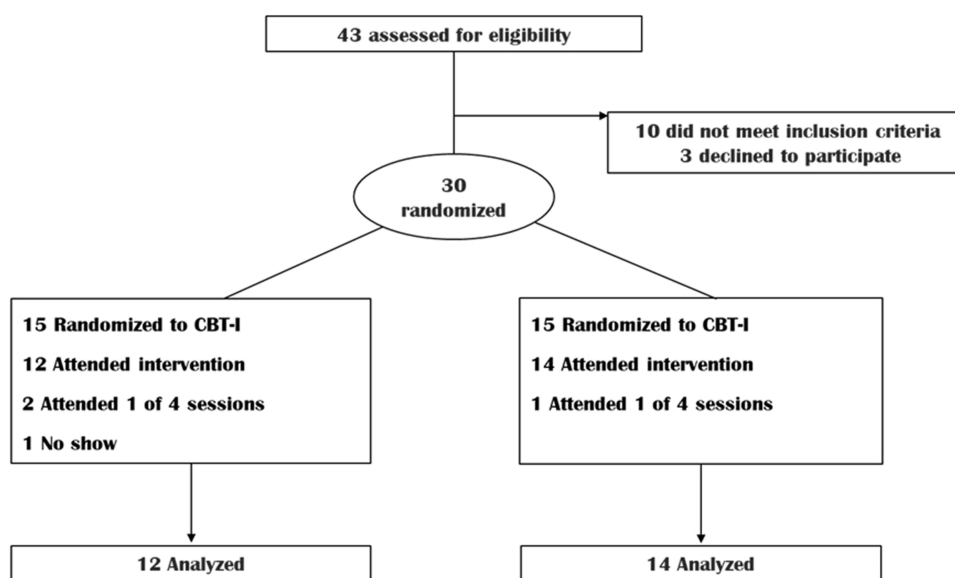 43 assessed for eligibility
10 did not meet inclusion criteria
3 declined to participate
30
randomized
15 Randomized to CBT-I
12 Attended intervention
2 Attended 1 of 4 sessions
1 No show
15 Randomized to CBT-I
14 Attended intervention
1 Attended 1 of 4 sessions
12 Analyzed
14 Analyzed